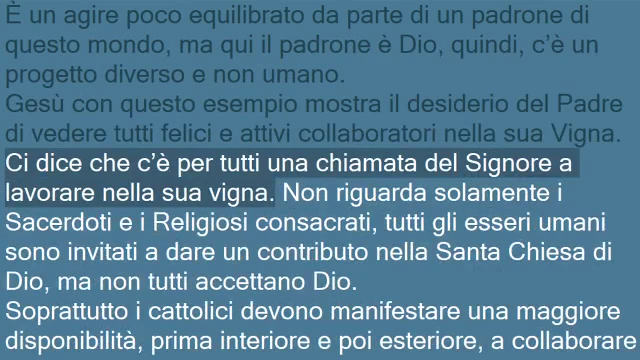 È un agire poco equilibrato da parte di un padrone di
questo mondo, ma qui il padrone è Dio, quindi, c’è un
progetto diverso e non umano.
Gesù con questo esempio mostra il desiderio del Padre
di vedere tutti felici e attivi collaboratori nella sua Vigna.
Ci dice che c’è per tutti una chiamata del Signore a
lavorare nella sua vigna. Non riguarda solamente i
Sacerdoti e i Religiosi consacrati, tutti gli esseri umani
sono invitati a dare un contributo nella Santa Chiesa di
Dio, ma non tutti accettano Dio.
Soprattutto i cattolici devono manifestare una maggiore
disponibilità, prima interiore e poi esteriore, a collaborare